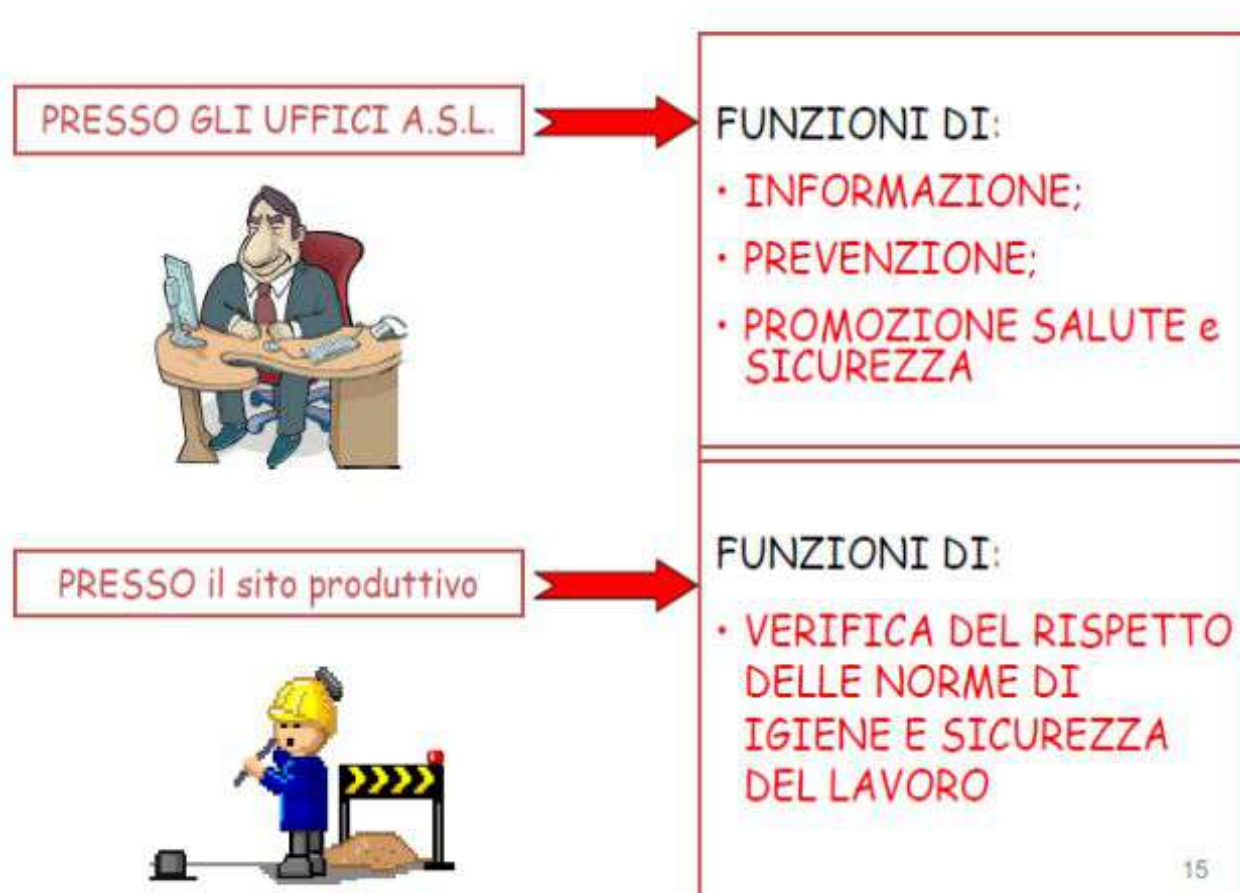 PRESSO GLI UFFICI A.S.L.
FUNZIONI DI:
• INFORMAZIONE;
• PREVENZIONE;
• PROMOZIONE SALUTE e
SICUREZZA
PRESSO il sito produttivo
FUNZIONI DI:
• VERIFICA DEL RISPETTO
DELLE NORME DI
IGIENE E SICUREZZA
DEL LAVORO
15